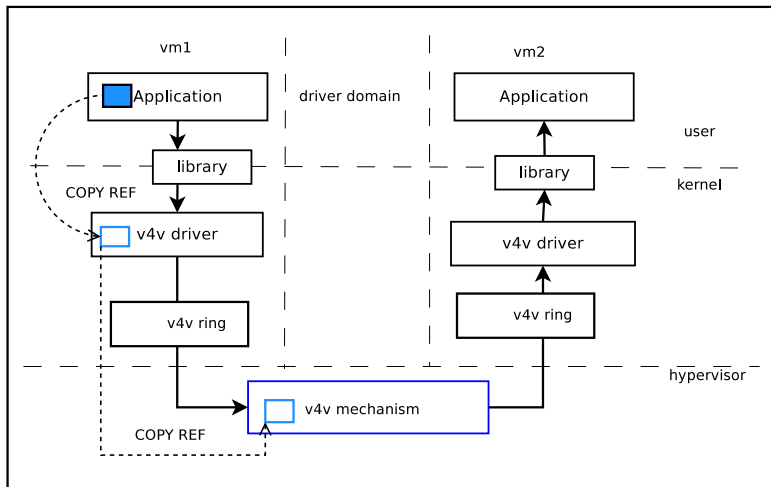 vm1
vm2
Application
driver domain
Application
user
library
library
kernel
COPY REF
v4v driver
v4v driver
v4v ring
v4v ring
hypervisor
v4v mechanism
COPY REF